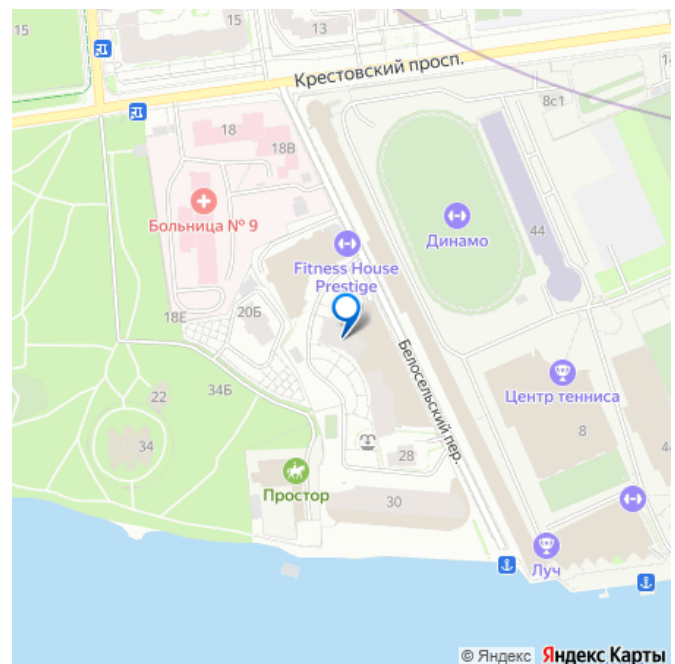 15
15
13
Крестовский просп.
14
8с1
18
18В
Больница № 9
Динамо
44
Fitness House
Prestige
18Е
20Б
Белосельский пер.
22
34Б
34
Центр тенниса
8
28
Простор
30
Луч
© Яндекс Яндекс Карты